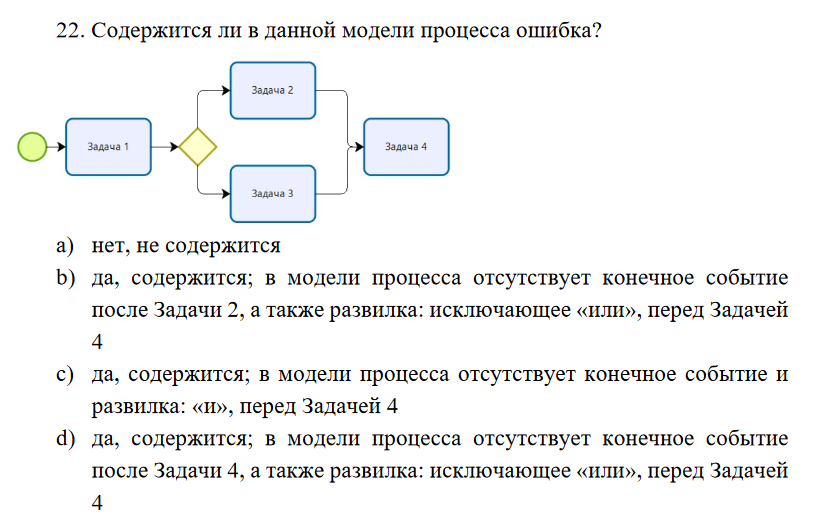 22. Содержится ли в данной модели процесса ошибка?
Задача 2
Задача 1
Задача 4
Задача 3
a) нет, не содержится
b) да, содержится; в модели процесса отсутствует конечное событие
после Задачи 2, а также развилка: исключающее «или», перед Задачей
4
c) да, содержится; в модели процесса отсутствует конечное событие и
развилка: «и», перед Задачей 4
d) да, содержится; в модели процесса отсутствует конечное событие
после Задачи 4, а также развилка: исключающее «или», перед Задачей
4